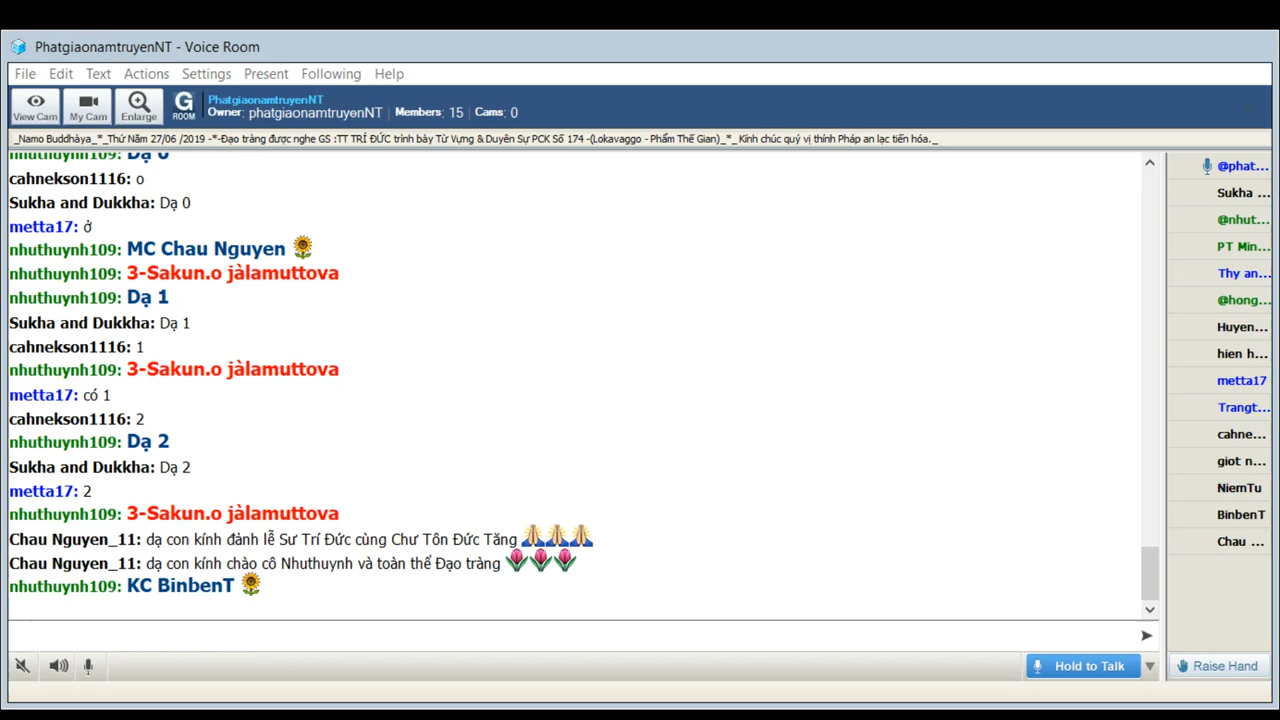 PhatgiaonamtruyenNT - Voice Room
File Edit Text Actions Settings Present Following Help
View Cam My Cam Enlarge G ROOM PhatgiaonamtruyenNT
Owner: phatgiaonamtruyenNT Members: 15 Cams: 0
_Namo Buddhàya_*_Thứ Năm 27/06 /2019 -*-Đạo tràng được nghe GS :TT TRÍ ĐỨC trình bày Từ Vựng & Duyên Sự PCK Số 174 -(Lokavaggo - Phẩm Thế Gian)_*_ Kính chúc quý vị thính Pháp an lạc tiến hóa._
nhuthuynh109: Dạ 0
cahnekson1116: o
Sukha and Dukkha: Dạ 0
metta17: ở
nhuthuynh109: MC Chau Nguyen 🌻
nhuthuynh109: 3-Sakun.o jàlamuttova
nhuthuynh109: Dạ 1
Sukha and Dukkha: Dạ 1
cahnekson1116: 1
nhuthuynh109: 3-Sakun.o jàlamuttova
metta17: có 1
cahnekson1116: 2
nhuthuynh109: Dạ 2
Sukha and Dukkha: Dạ 2
metta17: 2
nhuthuynh109: 3-Sakun.o jàlamuttova
Chau Nguyen_11: dạ con kính đảnh lễ Sư Trí Đức cùng Chư Tôn Đức Tăng 🙏🙏🙏
Chau Nguyen_11: dạ con kính chào cô Nhuthuynh và toàn thể Đạo tràng 🌷🌷🌷
nhuthuynh109: KC BinbenT 🌻
@phat...
Sukha ...
@nhut...
PT Min...
Thy an...
@hong...
Huyen...
hien h...
metta17
Trangt...
cahne...
giot n...
NiemTu
BinbenT
Chau ...
Hold to Talk
Raise Hand